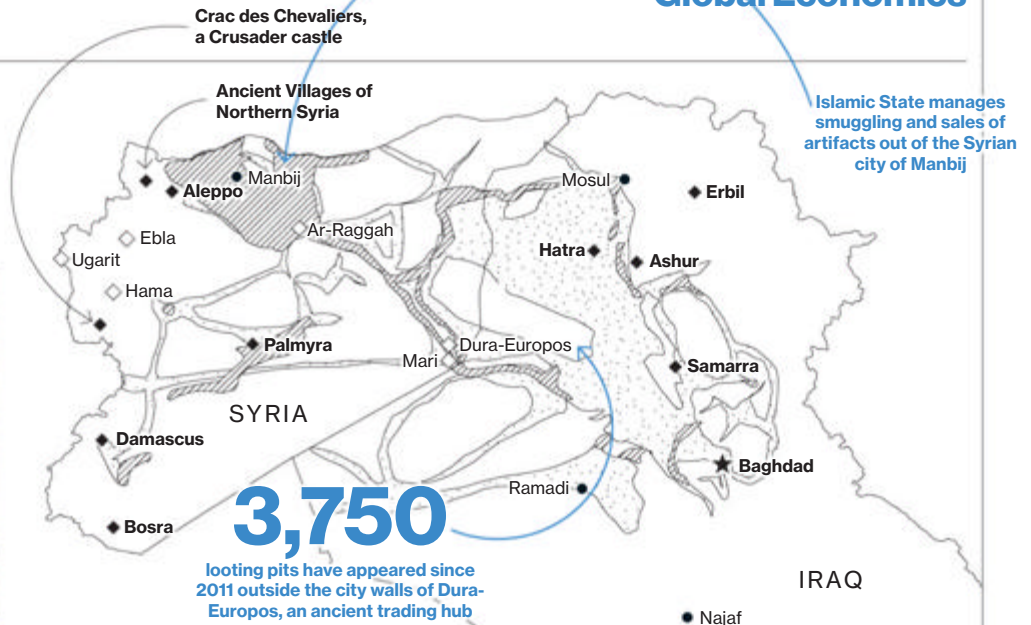 Global Economics
Crac des Chevaliers,
a Crusader castle
Ancient Villages of
Northern Syria
Islamic State manages
smuggling and sales of
artifacts out of the Syrian
city of Manbij
Manbij
Aleppo
Mosul
Erbil
Ar-Raggah
Ebla
Ugarit
Hatra
Ashur
Hama
Palmyra
Dura-Europos
Mari
Samarra
SYRIA
Damascus
Baghdad
Ramadi
Bosra
3,750
looting pits have appeared since
2011 outside the city walls of Dura-
Europos, an ancient trading hub
IRAQ
Najaf